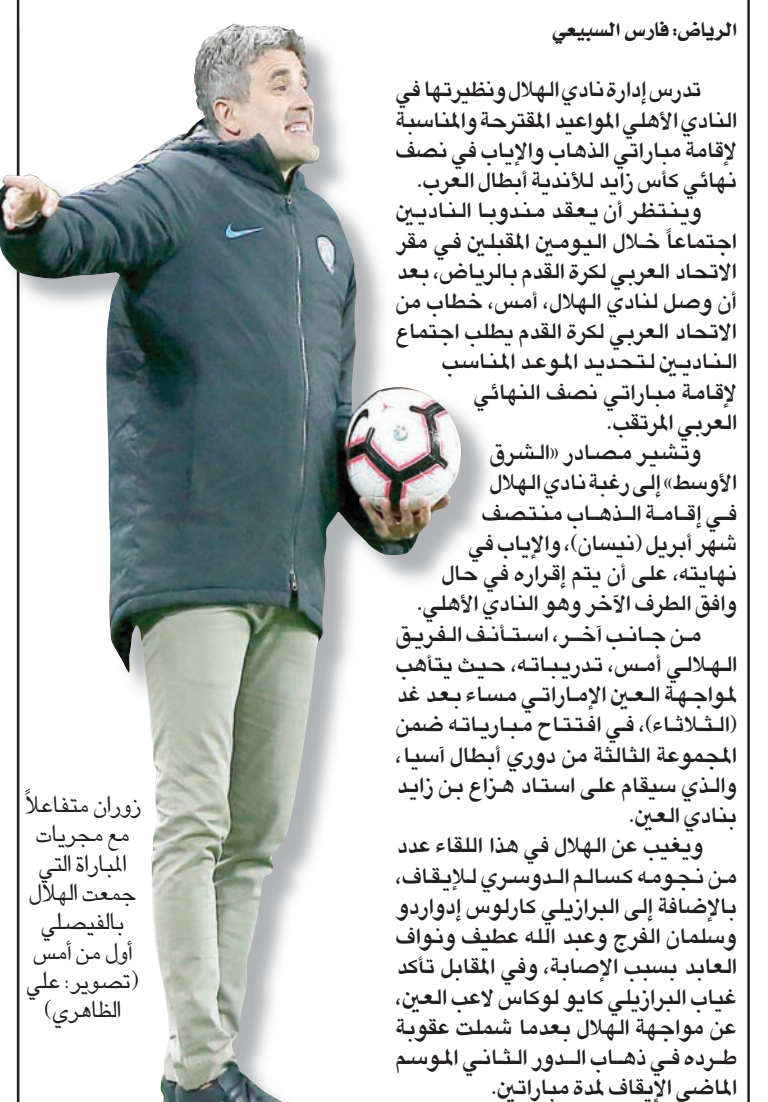 الرياض: فارس السبيعي
تدرس إدارة نادي الهلال ونظيرتها في
النادي الأهلي المواعيد المقترحة والمناسبة
لإقامة مباراتي الذهاب والإياب في نصف
نهائي كأس زايد للأندية أبطال العرب.
وينتظر أن يعقد مندوبا الناديين
اجتماعاً خلال اليومين المقبلين في مقر
الاتحاد العربي لكرة القدم بالرياض، بعد
أن وصل لنادي الهلال، أمس، خطاب من
الاتحاد العربي لكرة القدم يطلب اجتماع
الناديين لتحديد الموعد المناسب
لإقامة مباراتي نصف النهائي
العربي المرتقب.
وتشير مصادر «الشرق
الأوسط» إلى رغبة نادي الهلال
في إقامة الذهاب منتصف
شهر أبريل (نيسان)، والإياب في
نهايته، على أن يتم إقراره في حال
وافق الطرف الآخر وهو النادي الأهلي.
من جانب آخر، استأنف الفريق
الهلالي أمس، تدريباته، حيث يتأهب
لمواجهة العين الإماراتي مساء بعد غد
(الثلاثاء)، في افتتاح مبارياته ضمن
المجموعة الثالثة من دوري أبطال آسيا،
والذي سيقام على استاد هزاع بن زايد
بنادي العين.
ويغيب عن الهلال في هذا اللقاء عدد
من نجومه كسالم الدوسري للإيقاف،
بالإضافة إلى البرازيلي كارلوس إدواردو
وسلمان الفرج وعبد الله عطيف ونواف
العابد بسبب الإصابة، وفي المقابل تأكد
غياب البرازيلي كايو لوكاس لاعب العين،
عن مواجهة الهلال بعدما شملت عقوبة
طرده في ذهاب الدور الثاني الموسم
الماضي الإيقاف لمدة مباراتين.
زوران متفاعلاً
مع مجريات
المباراة التي
جمعت الهلال
بالفيصلي
أول من أمس
(تصوير: علي
الظاهري)